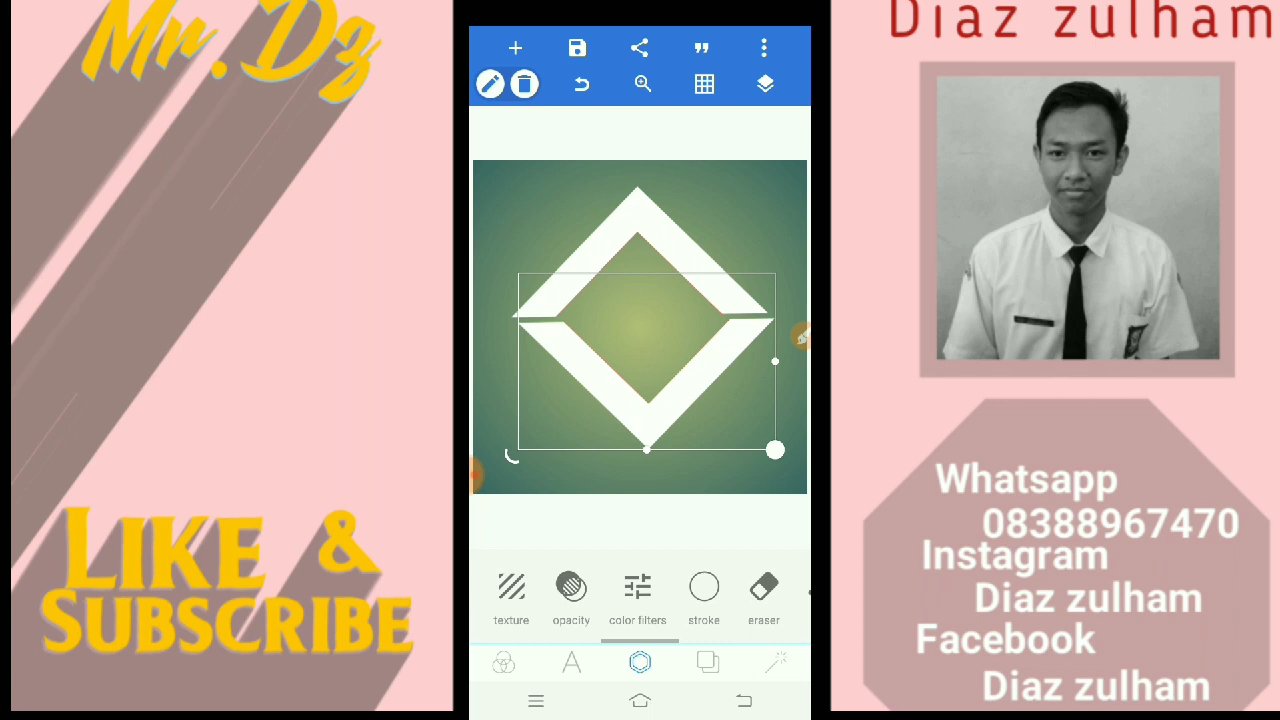 Mr.Dz
LIKE &
SUBSCRIBE
texture
opacity
color filters
stroke
eraser
Diaz zulham
Whatsapp
08388967470
Instagram
Diaz zulham
Facebook
Diaz zulham